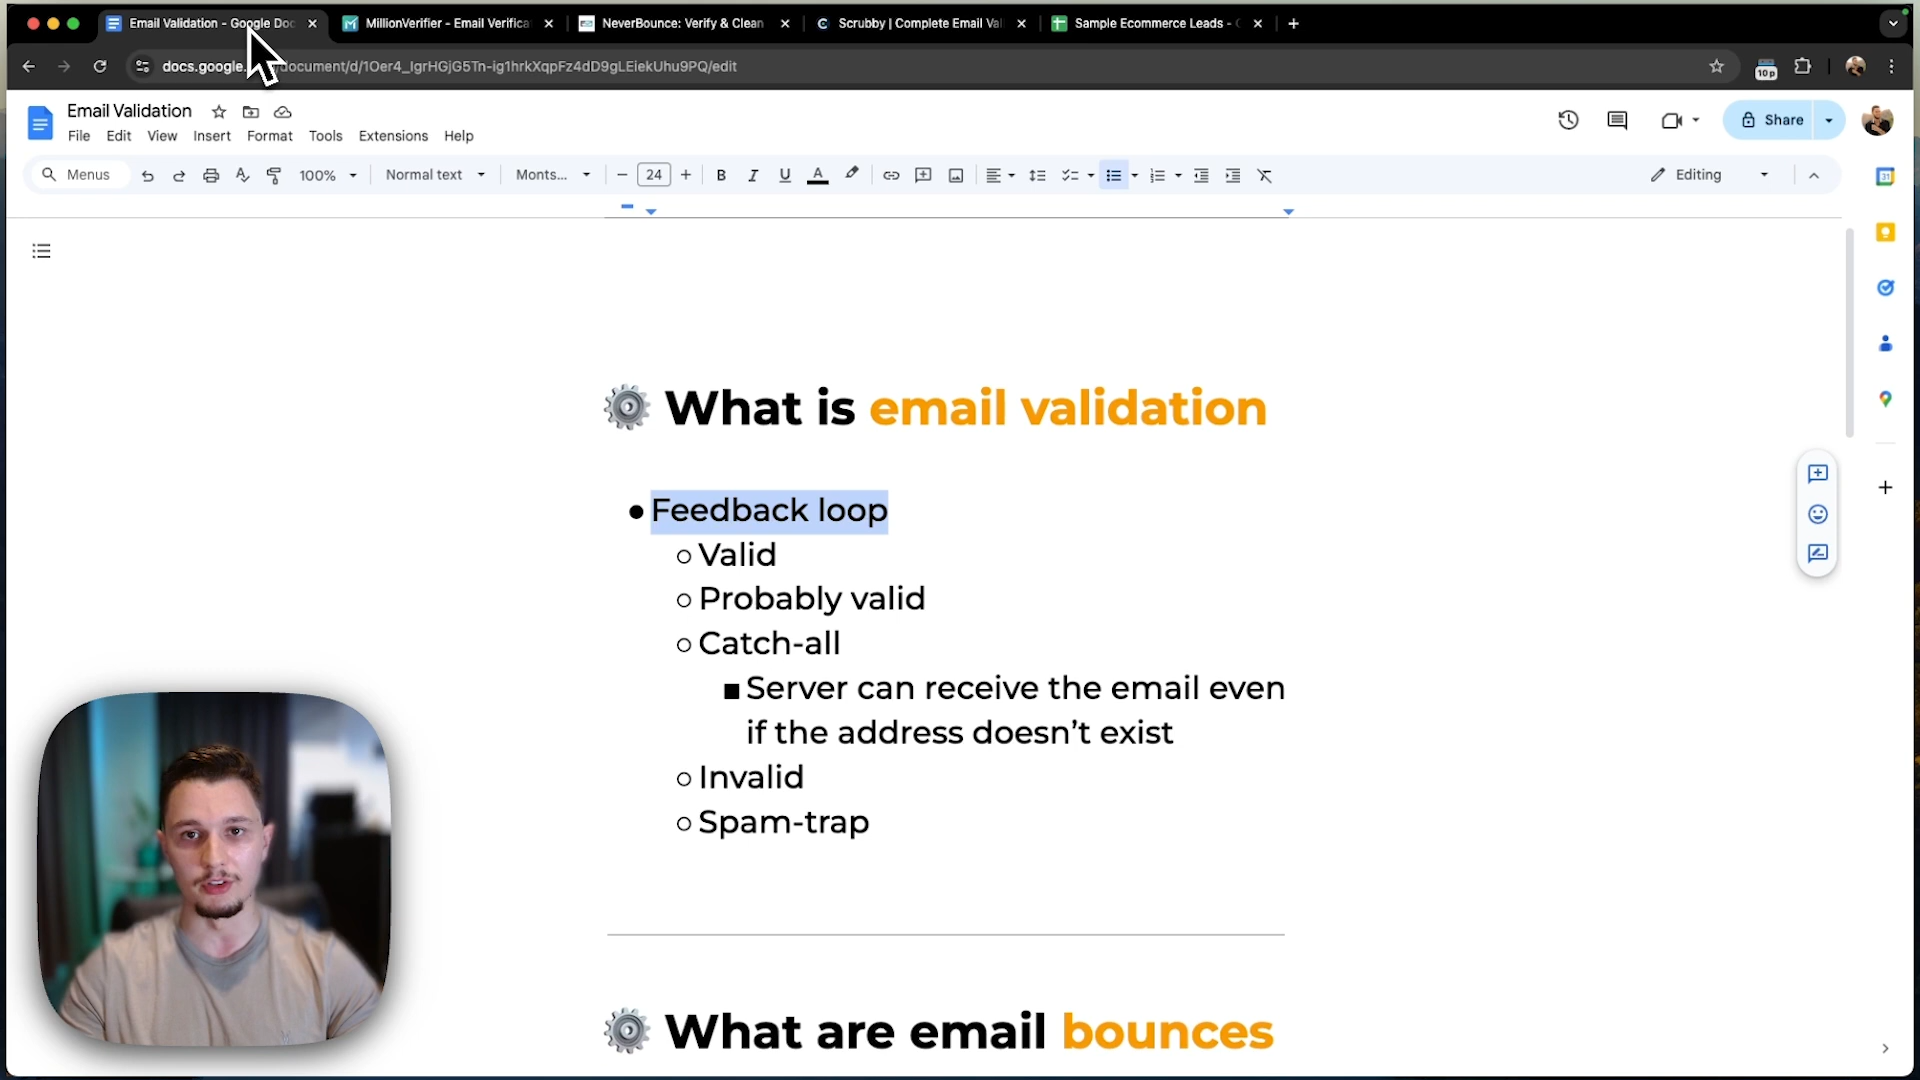 Email Validation - Google Doc
MillionVerifier - Email Verifica
NeverBounce: Verify & Clean
Scrubby | Complete Email Val
Sample Ecommerce Leads -
docs.google.
document/d/1Oer4_IgrHGjG5Tn-ig1hrkXqpFz4dD9gLEiekUhu9PQ/edit
10p
Email Validation
File Edit View Insert Format Tools Extensions Help
Share
Menus
100%
Normal text
Monts...
24
B I U A
Editing
31
What is email validation
● Feedback loop
○ Valid
○ Probably valid
○ Catch-all
■ Server can receive the email even
if the address doesn’t exist
○ Invalid
○ Spam-trap
What are email bounces